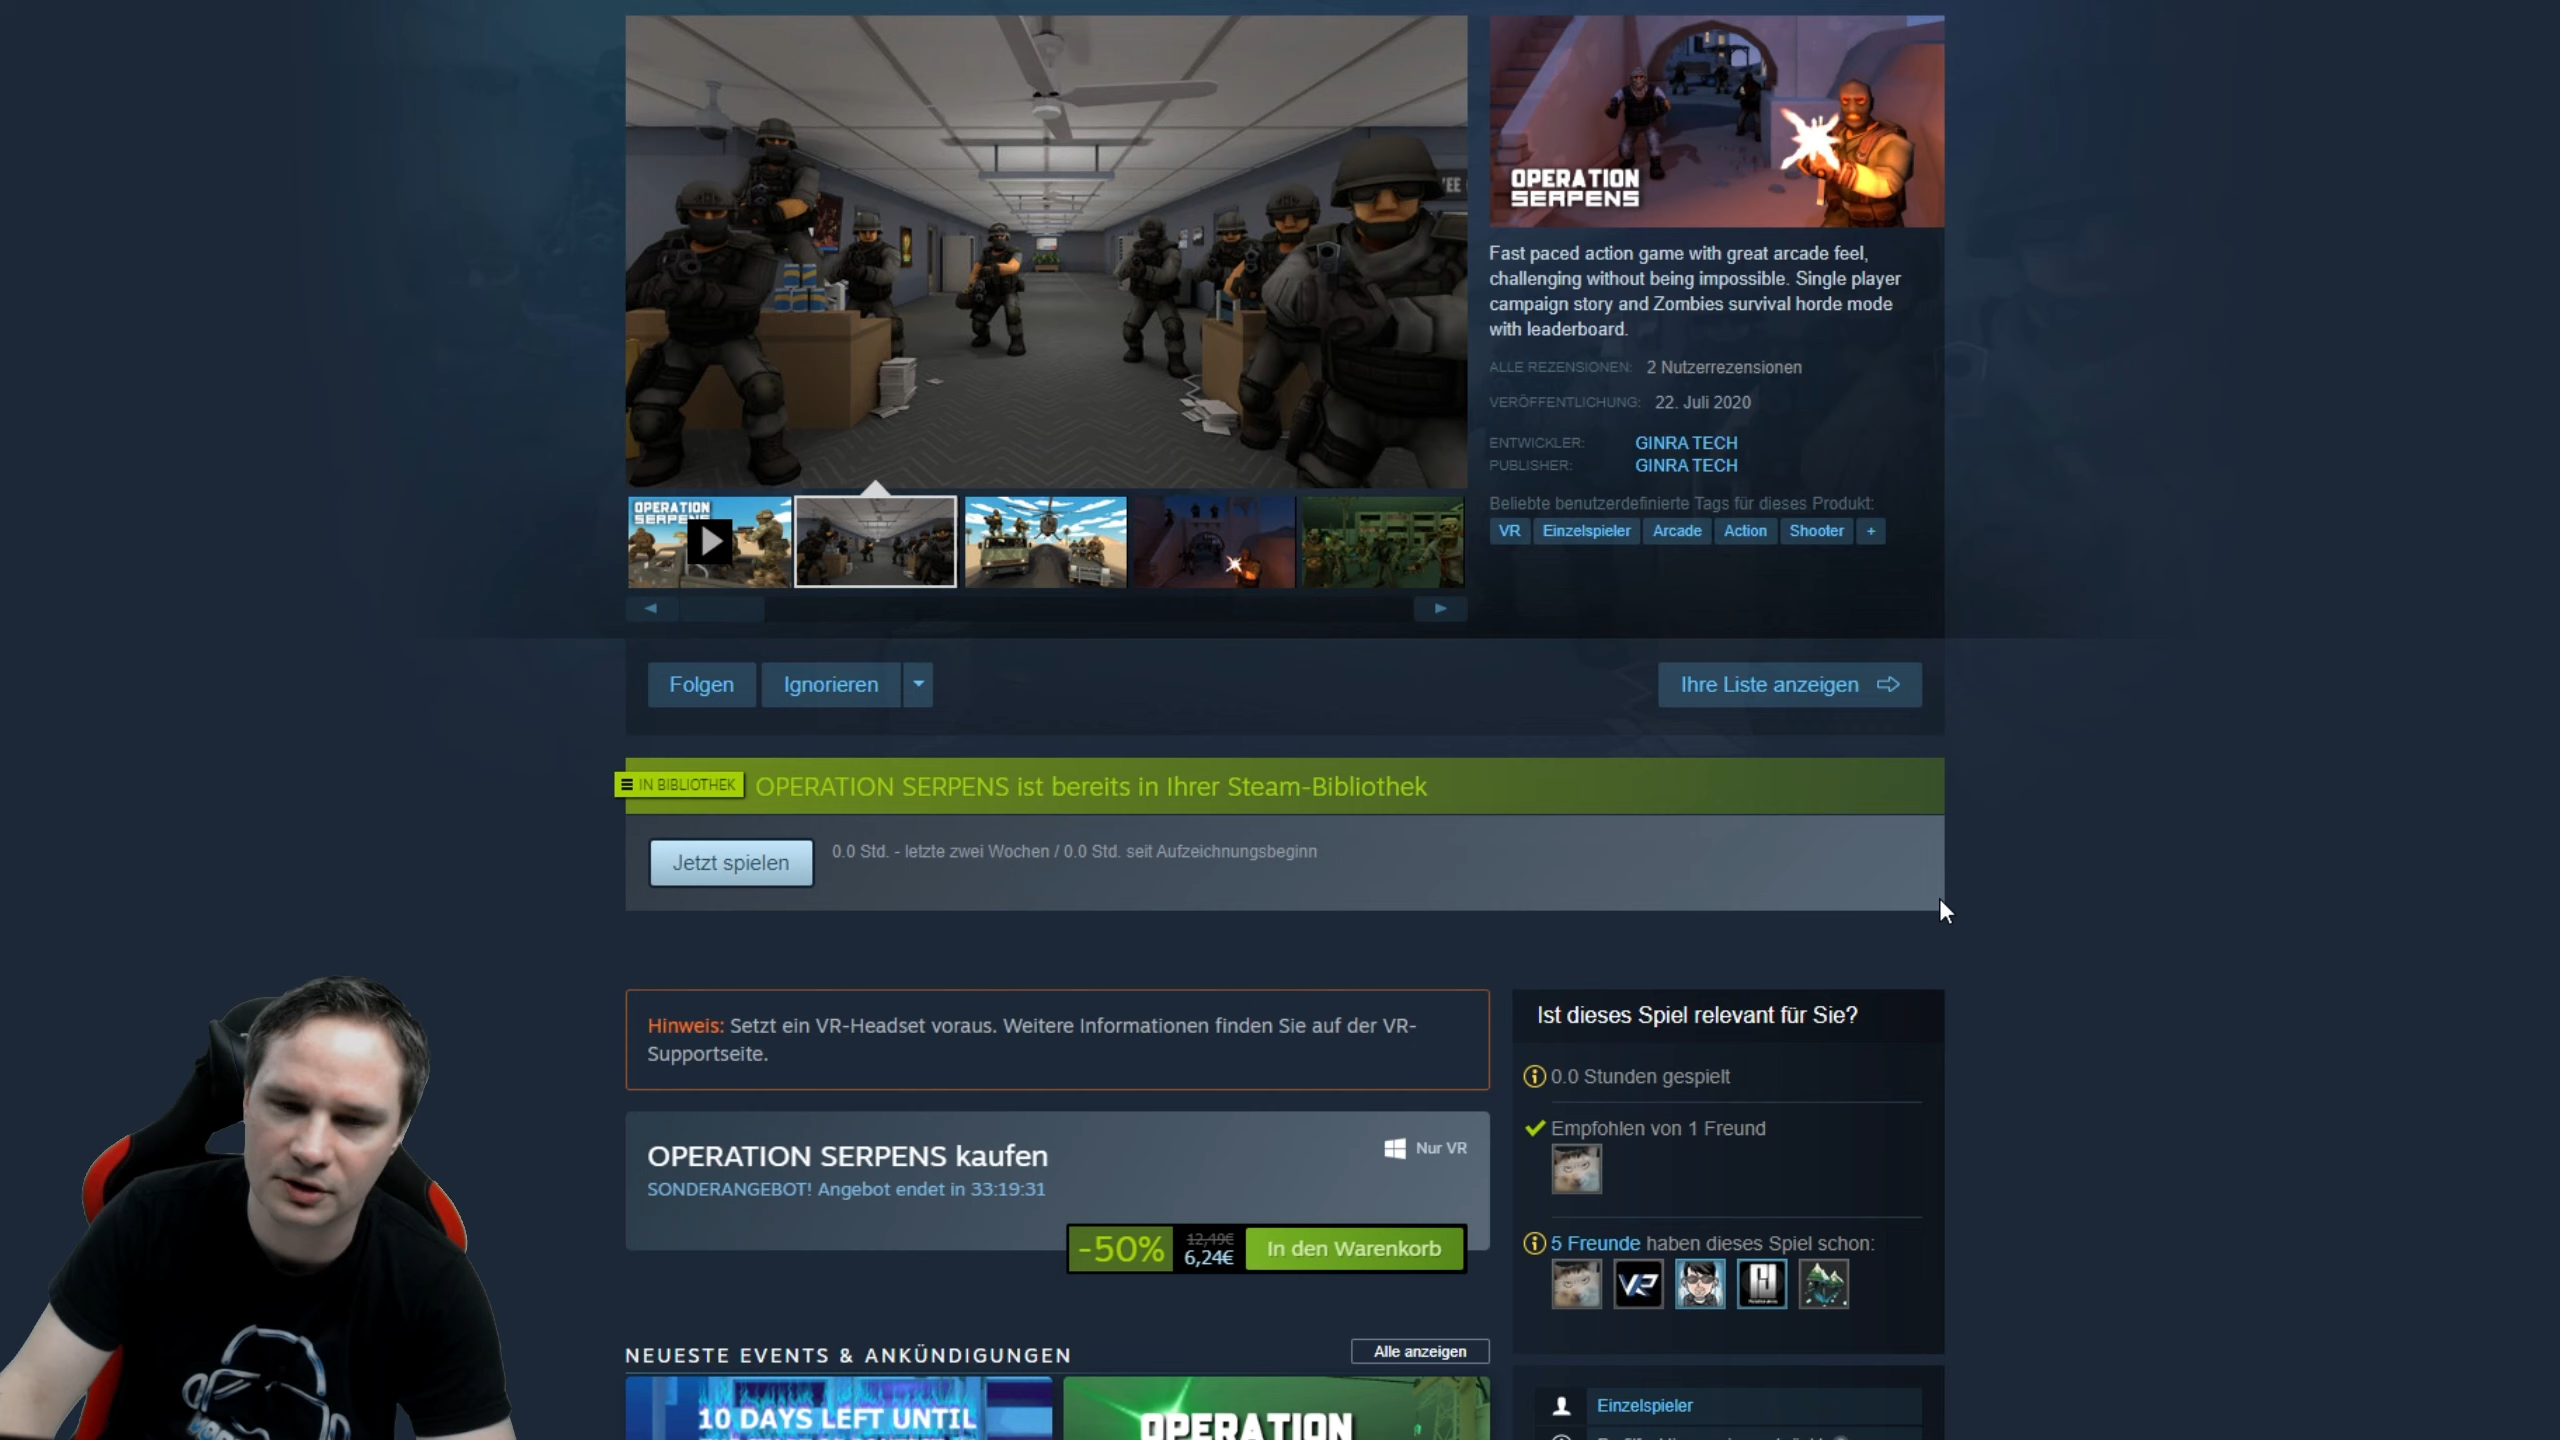 'EE
OPERATION
SERPENS
Fast paced action game with great arcade feel,
challenging without being impossible. Single player
campaign story and Zombies survival horde mode
with leaderboard.
ALLE REZENSIONEN: 2 Nutzerrezensionen
VERÖFFENTLICHUNG: 22. Juli 2020
ENTWICKLER: GINRA TECH
PUBLISHER: GINRA TECH
Beliebte benutzerdefinierte Tags für dieses Produkt:
VR Einzelspieler Arcade Action Shooter +
OPERATION
SERPENS
Folgen Ignorieren
Ihre Liste anzeigen
IN BIBLIOTHEK OPERATION SERPENS ist bereits in Ihrer Steam-Bibliothek
Jetzt spielen 0.0 Std. - letzte zwei Wochen / 0.0 Std. seit Aufzeichnungsbeginn
Hinweis: Setzt ein VR-Headset voraus. Weitere Informationen finden Sie auf der VR-
Supportseite.
OPERATION SERPENS kaufen
Nur VR
SONDERANGEBOT! Angebot endet in 33:19:31
-50% 12,49€ 6,24€ In den Warenkorb
Ist dieses Spiel relevant für Sie?
0.0 Stunden gespielt
Empfohlen von 1 Freund
5 Freunde haben dieses Spiel schon:
NEUESTE EVENTS & ANKÜNDIGUNGEN
Alle anzeigen
10 DAYS LEFT UNTIL
OPERATION
Einzelspieler